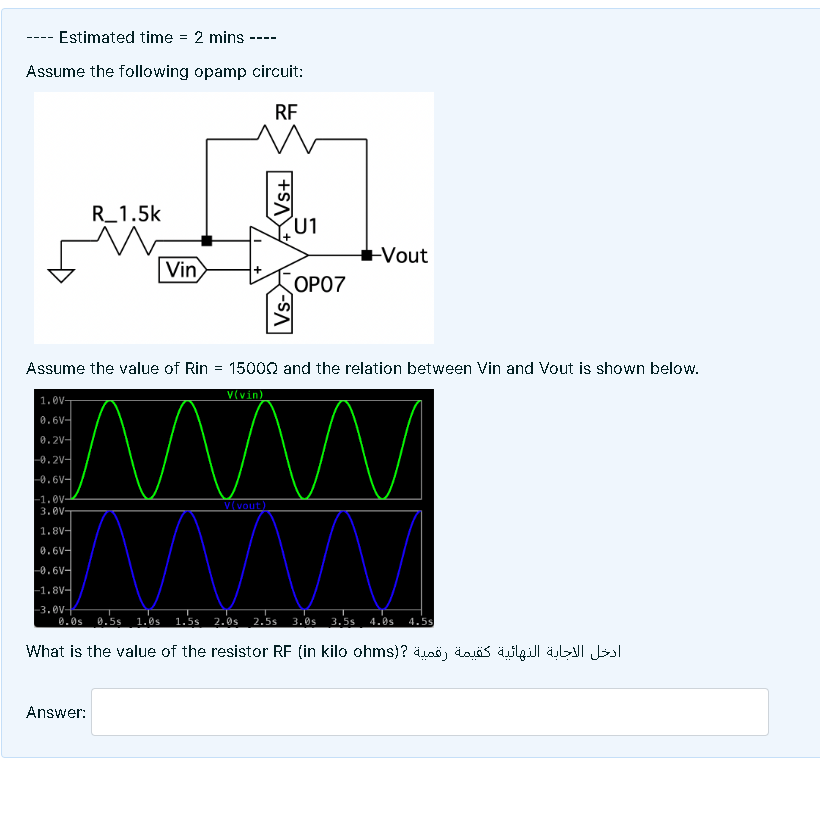 ---- Estimated time = 2 mins ----
Assume the following opamp circuit:
RF
R_1.5k
Vs+
U1
+
-
Vin
+
-
Vout
OP07
Vs-
Assume the value of Rin = 1500Ω and the relation between Vin and Vout is shown below.
V(vin)
1.0V
0.6V
0.2V
-0.2V
-0.6V
-1.0V
V(vout)
3.0V
1.8V
0.6V
-0.6V
-1.8V
-3.0V
0.0s 0.5s 1.0s 1.5s 2.0s 2.5s 3.0s 3.5s 4.0s 4.5s
What is the value of the resistor RF (in kilo ohms)? ادخل الاجابة النهائية كقيمة رقمية
Answer: